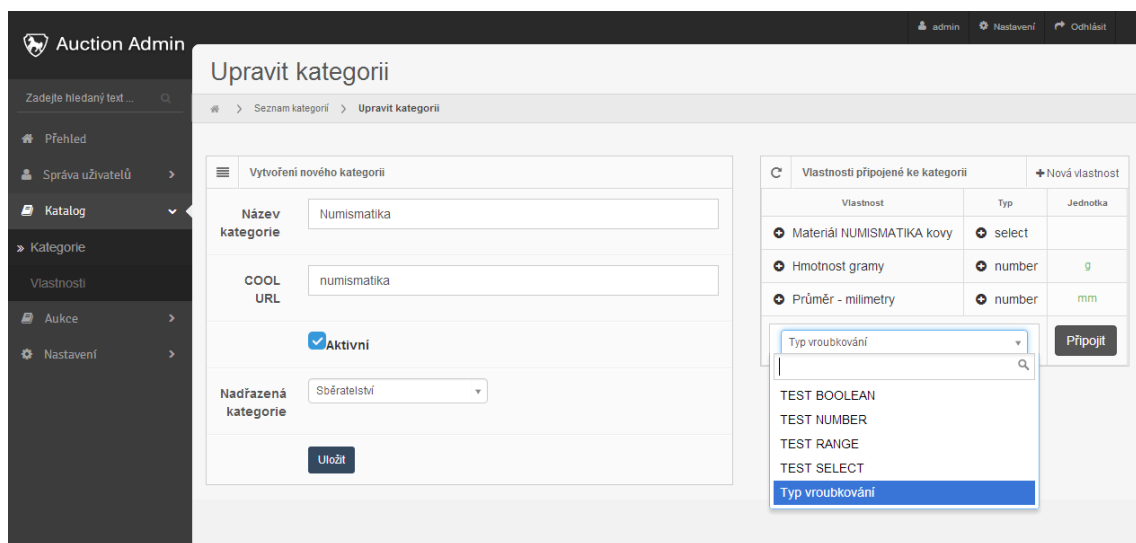 Auction Admin
admin
Nastavení
Odhlásit
Zadejte hledaný text ...
Přehled
Správa uživatelů
Katalog
Kategorie
Vlastnosti
Aukce
Nastavení
Upravit kategorii
Seznam kategorií > Upravit kategorii
Vytvoření nového kategorii
Název kategorie
Numismatika
COOL URL
numismatika
Aktivní
Nadřazená kategorie
Sběratelství
Uložit
Vlastnosti připojené ke kategorii
Nová vlastnost
Vlastnost Typ Jednotka
Materiál NUMISMATIKA kovy select
Hmotnost gramy number g
Průměr - milimetry number mm
Typ vroubkování
Připojit
TEST BOOLEAN
TEST NUMBER
TEST RANGE
TEST SELECT
Typ vroubkování